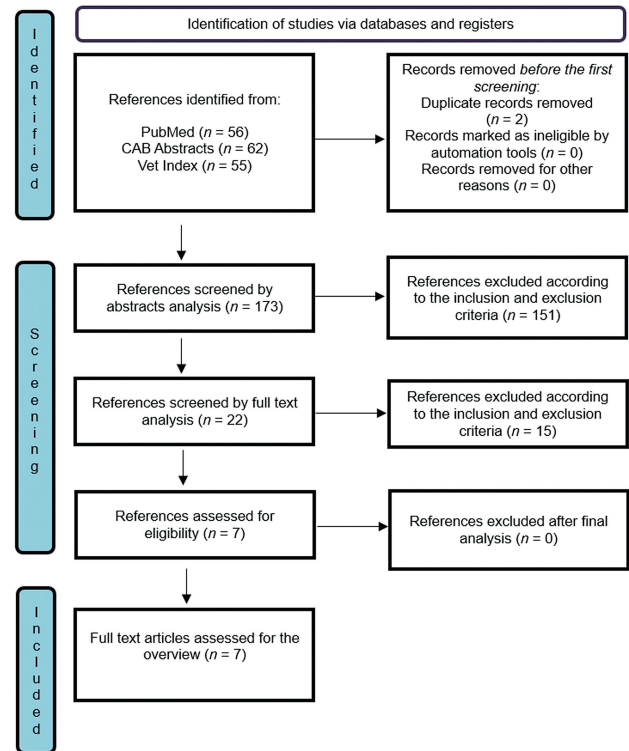 Identification of studies via databases and registers
Identified
References identified from:
PubMed (n = 56)
CAB Abstracts (n = 62)
Vet Index (n = 55)
Records removed before the first
screening:
Duplicate records removed
(n = 2)
Records marked as ineligible by
automation tools (n = 0)
Records removed for other
reasons (n = 0)
Screening
References screened by
abstracts analysis (n = 173)
References excluded according
to the inclusion and exclusion
criteria (n = 151)
References screened by full text
analysis (n = 22)
References excluded according
to the inclusion and exclusion
criteria (n = 15)
References assessed for
eligibility (n = 7)
References excluded after final
analysis (n = 0)
Included
Full text articles assessed for the
overview (n = 7)